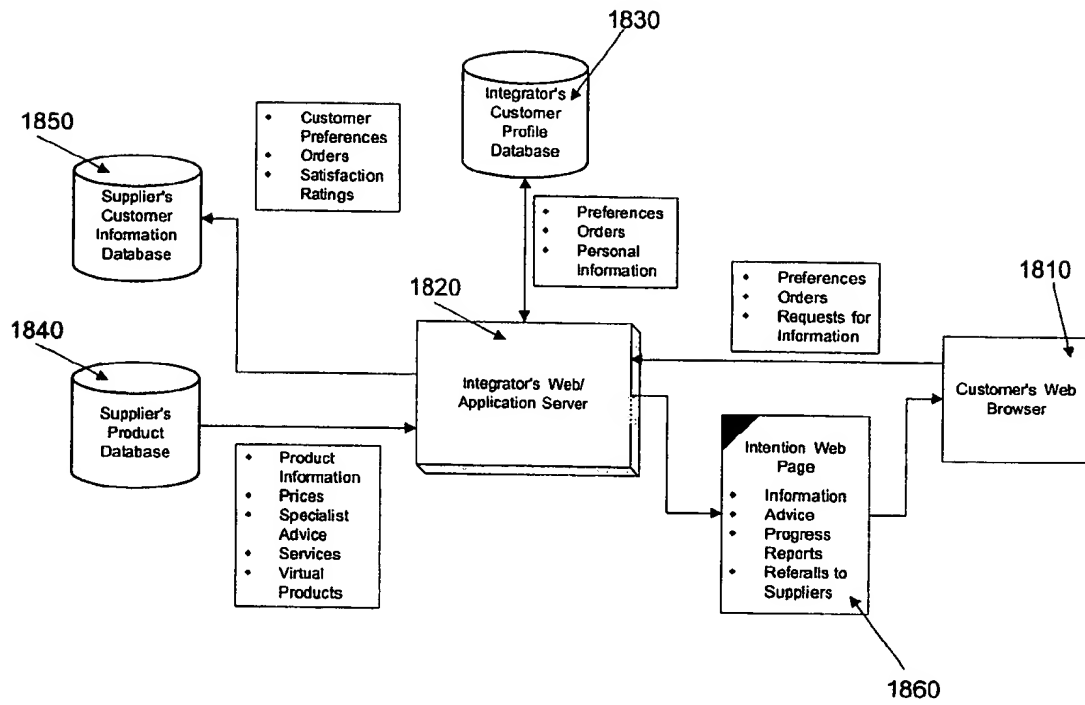 1830
Integrator's
Customer
Profile
Database
1850
• Customer
Preferences
• Orders
• Satisfaction
Ratings
Supplier's
Customer
Information
Database
• Preferences
• Orders
• Personal
Information
1820
1810
• Preferences
• Orders
• Requests for
Information
1840
Integrator's Web/
Application Server
Customer's Web
Browser
Supplier's
Product
Database
• Product
Information
• Prices
• Specialist
Advice
• Services
• Virtual
Products
Intention Web
Page
• Information
• Advice
• Progress
Reports
• Referalls to
Suppliers
1860